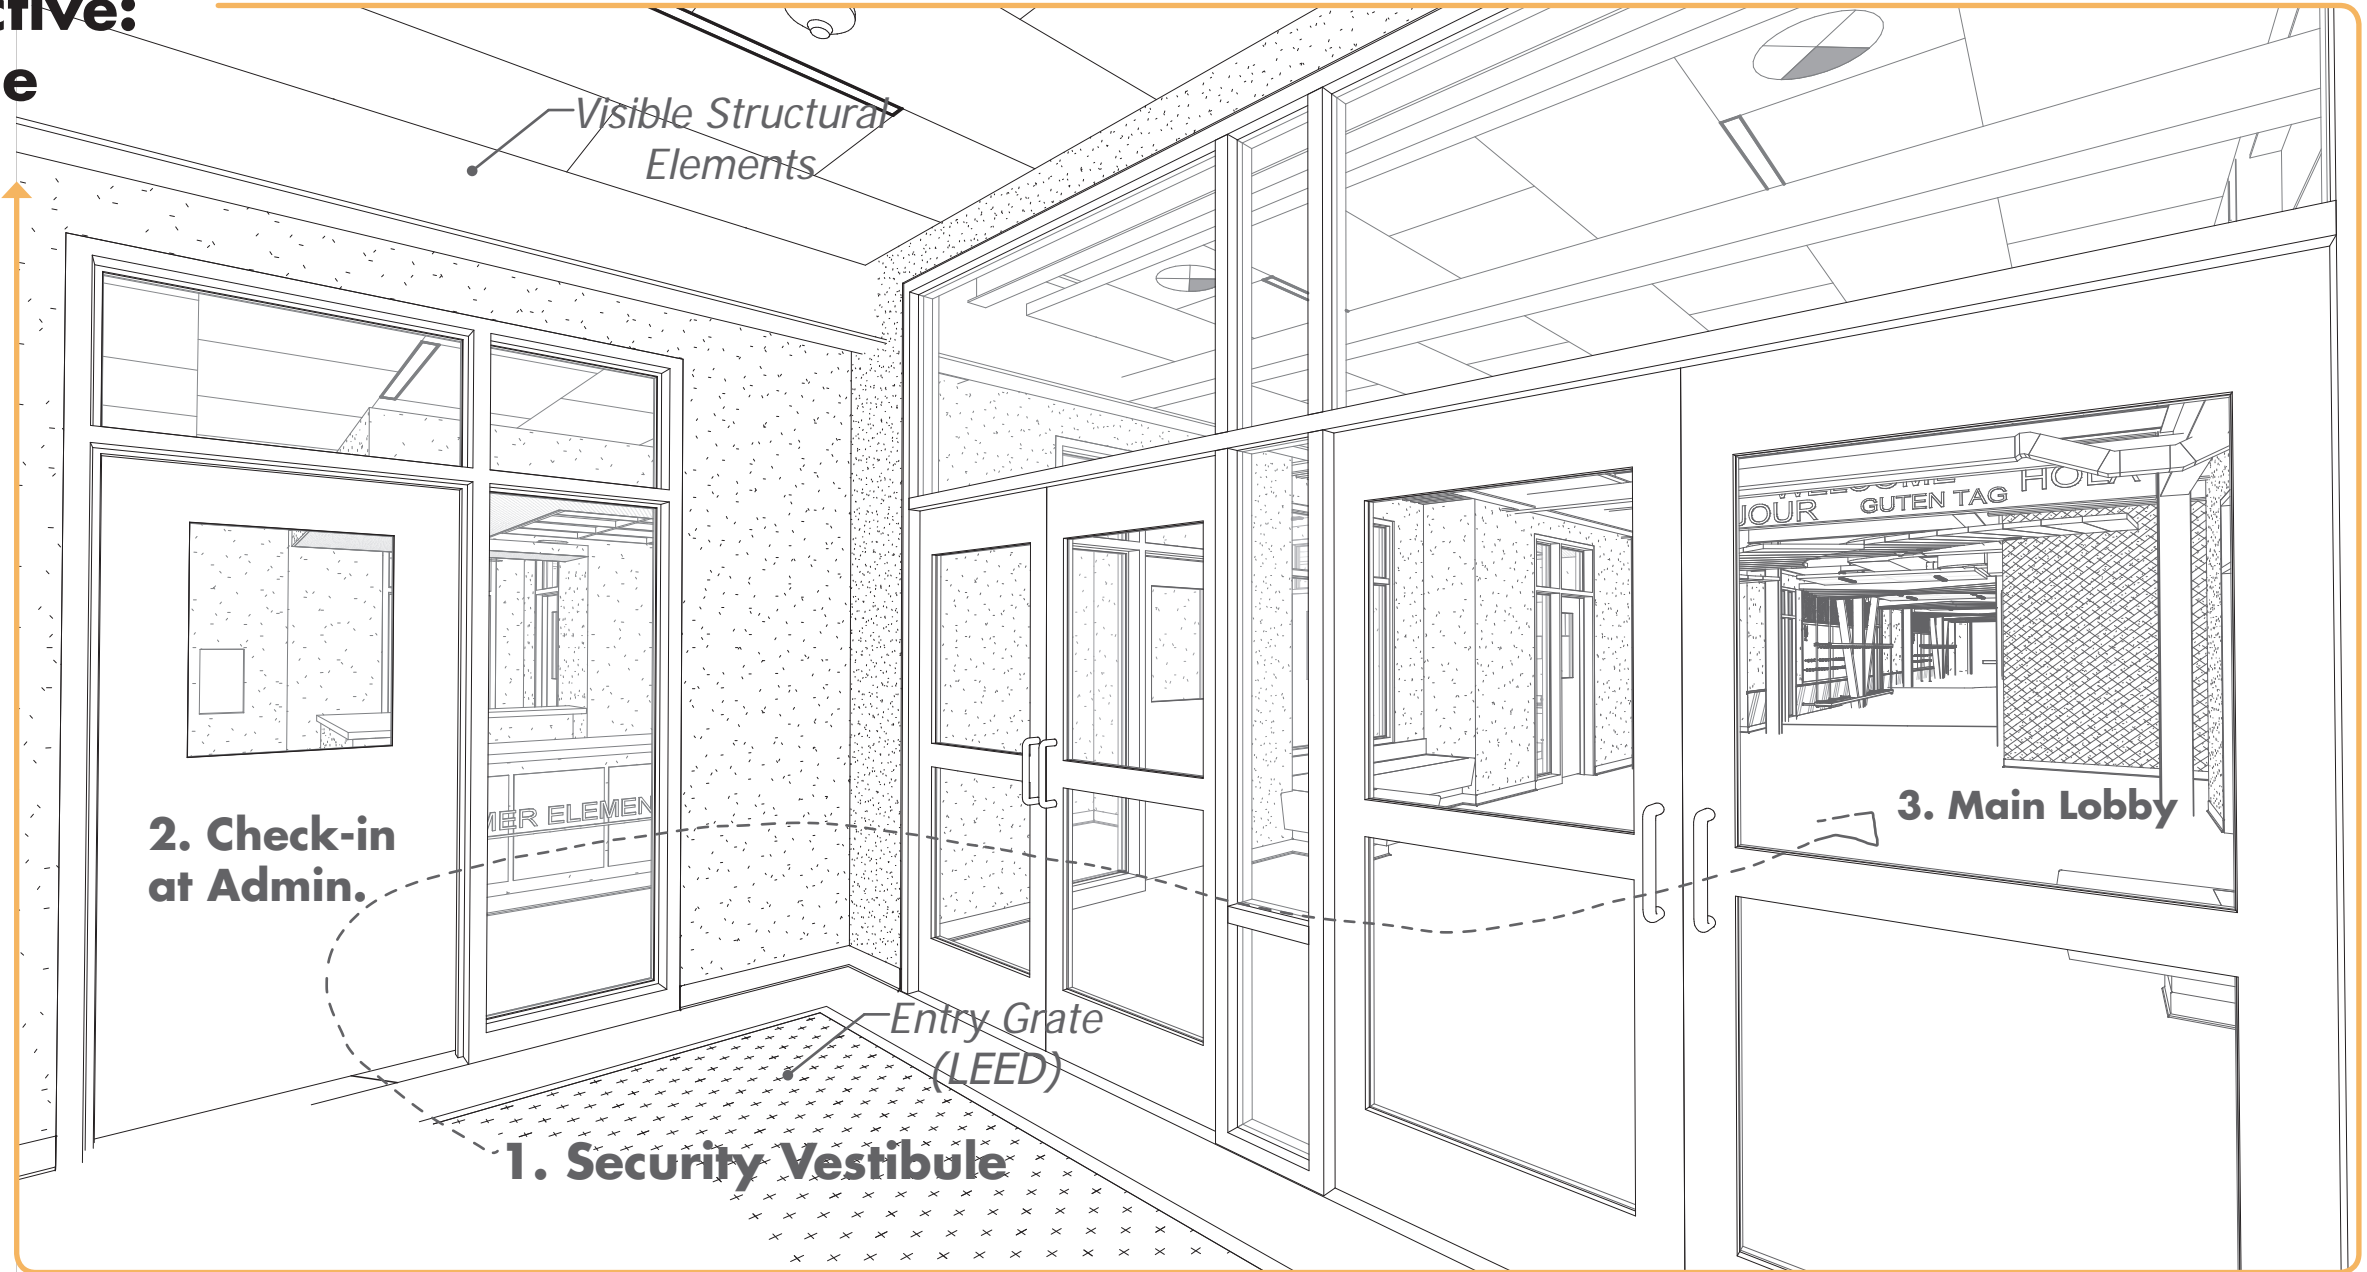 ctive:
e
Visible Structural
Elements
WELCOME
HOLA
JOUR
GUTEN TAG
MER ELEMEN
2. Check-in
at Admin.
3. Main Lobby
Entry Grate
(LEED)
1. Security Vestibule